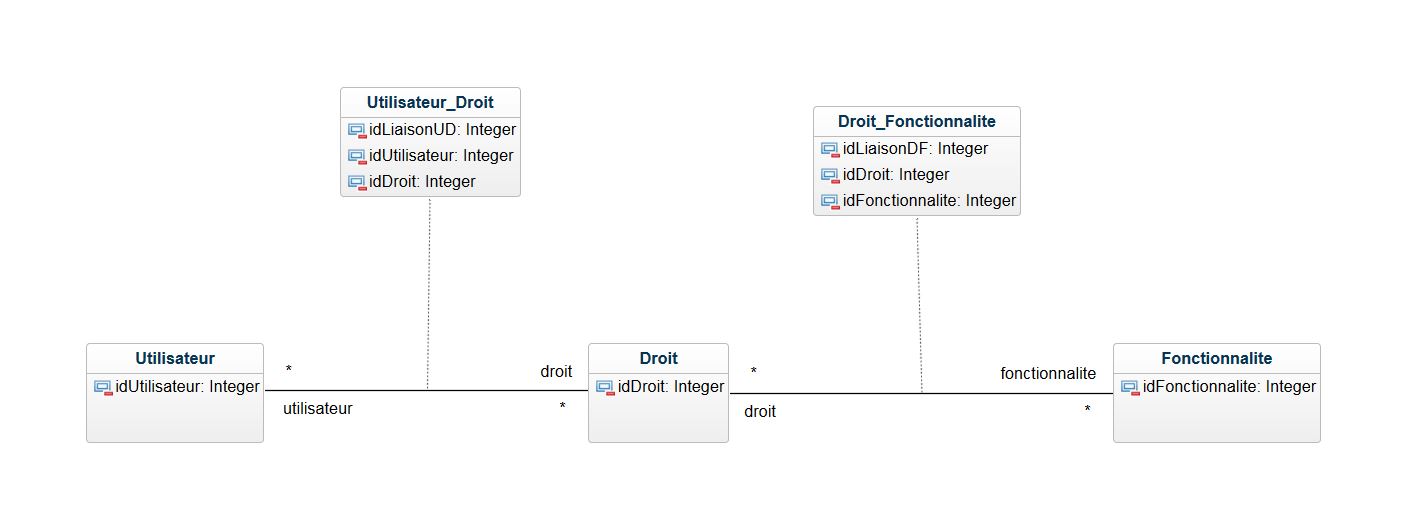 Utilisateur_Droit
idLiaisonUD: Integer
idUtilisateur: Integer
idDroit: Integer
Droit_Fonctionnalite
idLiaisonDF: Integer
idDroit: Integer
idFonctionnalite: Integer
Utilisateur
idUtilisateur: Integer
*
utilisateur
droit
*
Droit
idDroit: Integer
*
droit
fonctionnalite
*
Fonctionnalite
idFonctionnalite: Integer